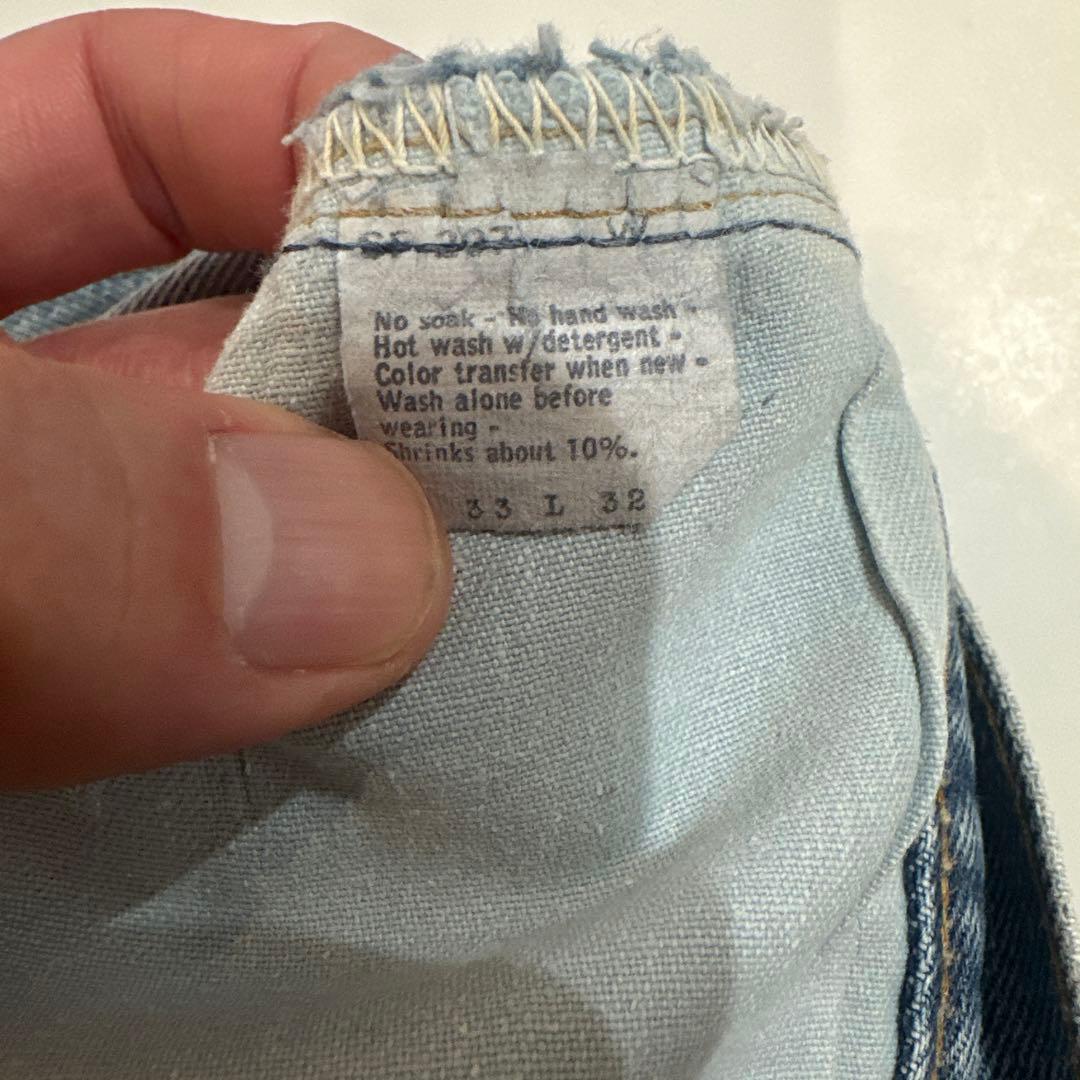 No soak - No hand wash -
Hot wash w/detergent -
Color transfer when new -
Wash alone before
wearing -
Shrinks about 10%.
33 L 32